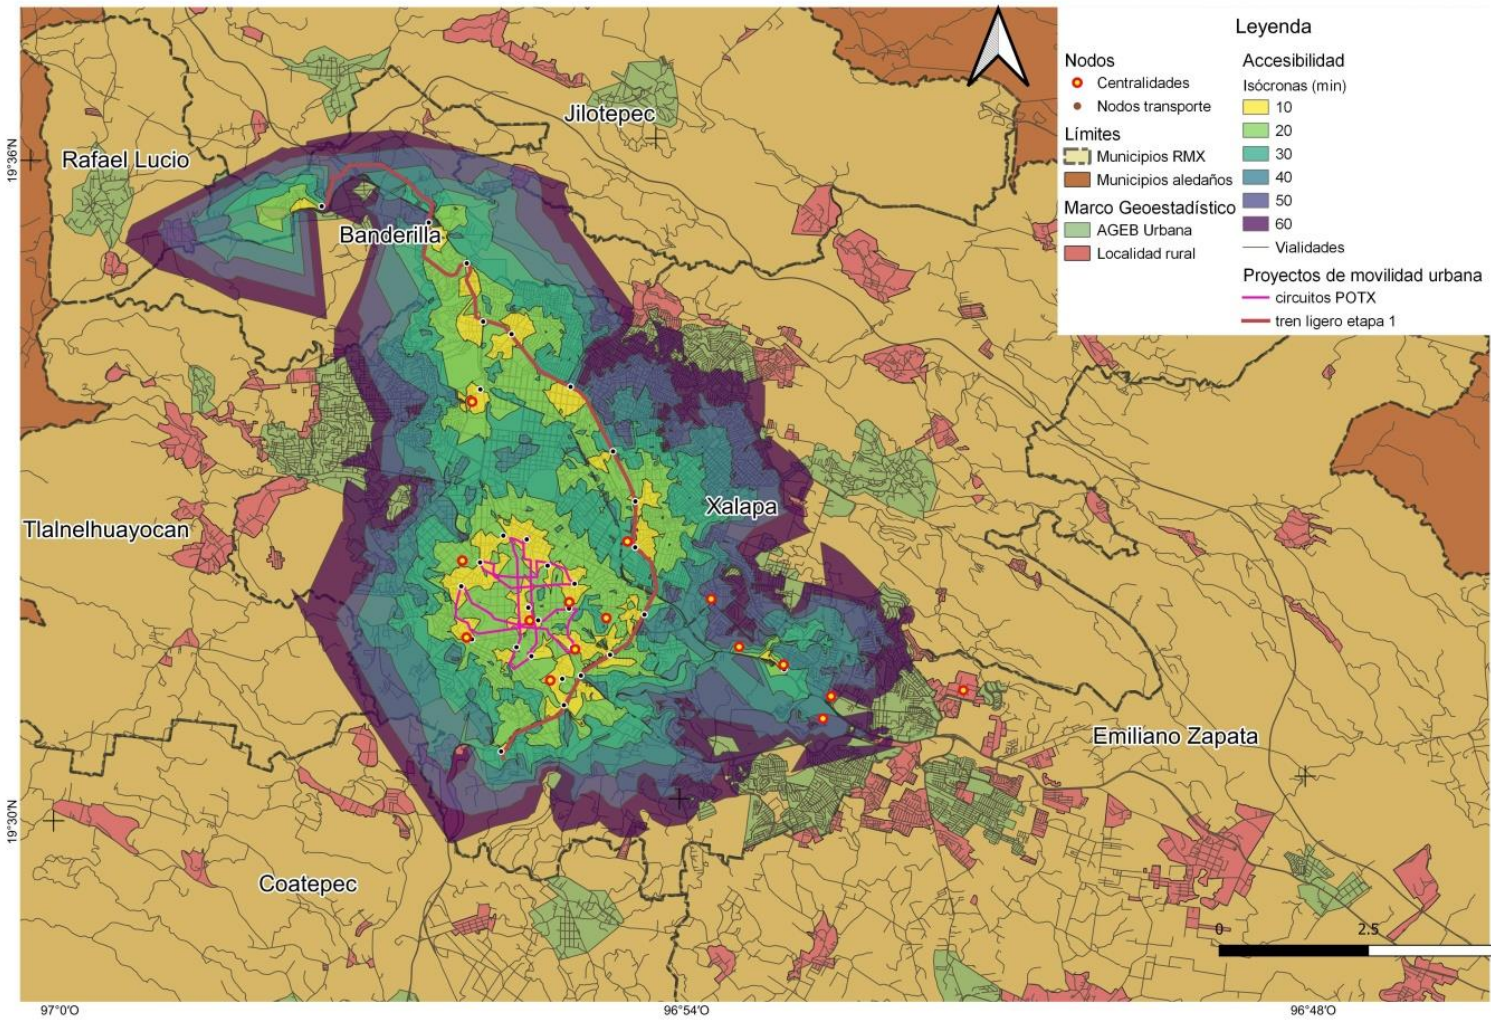 Leyenda
Nodos
Centralidades
Nodos transporte
Límites
Municipios RMX
Municipios aledaños
Marco Geoestadístico
AGEB Urbana
Localidad rural
Accesibilidad
Isócronas (min)
10
20
30
40
50
60
Vialidades
Proyectos de movilidad urbana
circuitos POTX
tren ligero etapa 1
Jilotepec
Rafael Lucio
Banderilla
Xalapa
Tlalnelhuayocan
Emiliano Zapata
Coatepec
19°36'N
19°30'N
0
2.5
97°0'O
96°54'O
96°48'O